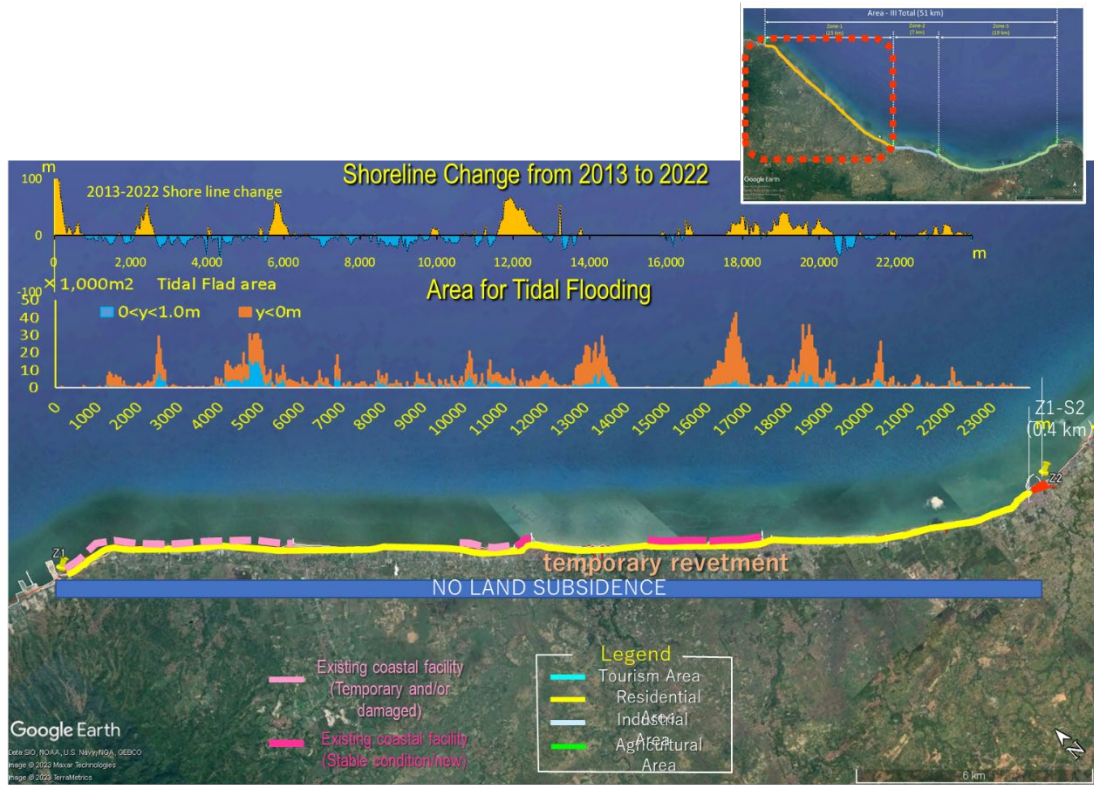 Area - III Total (51 km)
Zone-1
Zone-2
Zone-3
(7 km)
(19 km)
Google Earth
N
m
Shoreline Change from 2013 to 2022
100
2013-2022 Shore line change
0
0
2,000
4,000
6,000
8,000
10,000
12,000
14,000
16,000
18,000
20,000
22,000
m
-100
× 1,000m2
Tidal Flad area
Area for Tidal Flooding
50
0<y<1.0m
y<0m
40
30
20
10
0
0
1000
2000
3000
4000
5000
6000
7000
8000
9000
10000
11000
12000
13000
14000
15000
16000
17000
18000
19000
20000
21000
22000
23000
m
Z1-S2
(0.4 km)
Z1
Z2
temporary revetment
NO LAND SUBSIDENCE
Existing coastal facility
(Temporary and/or
damaged)
Existing coastal facility
(Stable condition/new)
Legend
Tourism Area
Residential
Area
Industrial
Area
Agricultural
Area
Google Earth
Data SIO, NOAA, U.S. Navy, NGA, GEBCO
Image © 2023 Maxar Technologies
Image © 2023 TerraMetrics
N
6 km